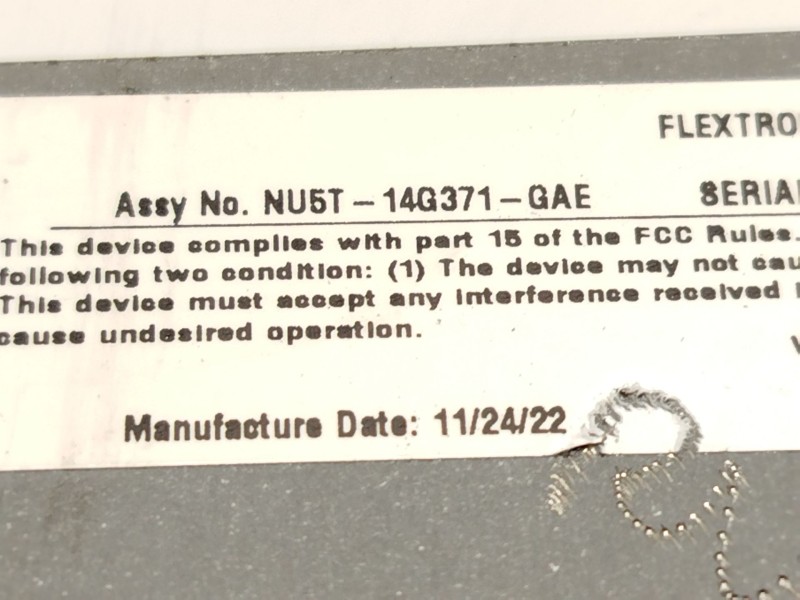 FLEXTRO
Assy No. NU5T-14G371-GAE SERIA
This device complies with part 15 of the FCC Rules.
following two condition: (1) The device may not cau
This device must accept any interference received
cause undesired operation.
Manufacture Date: 11/24/22